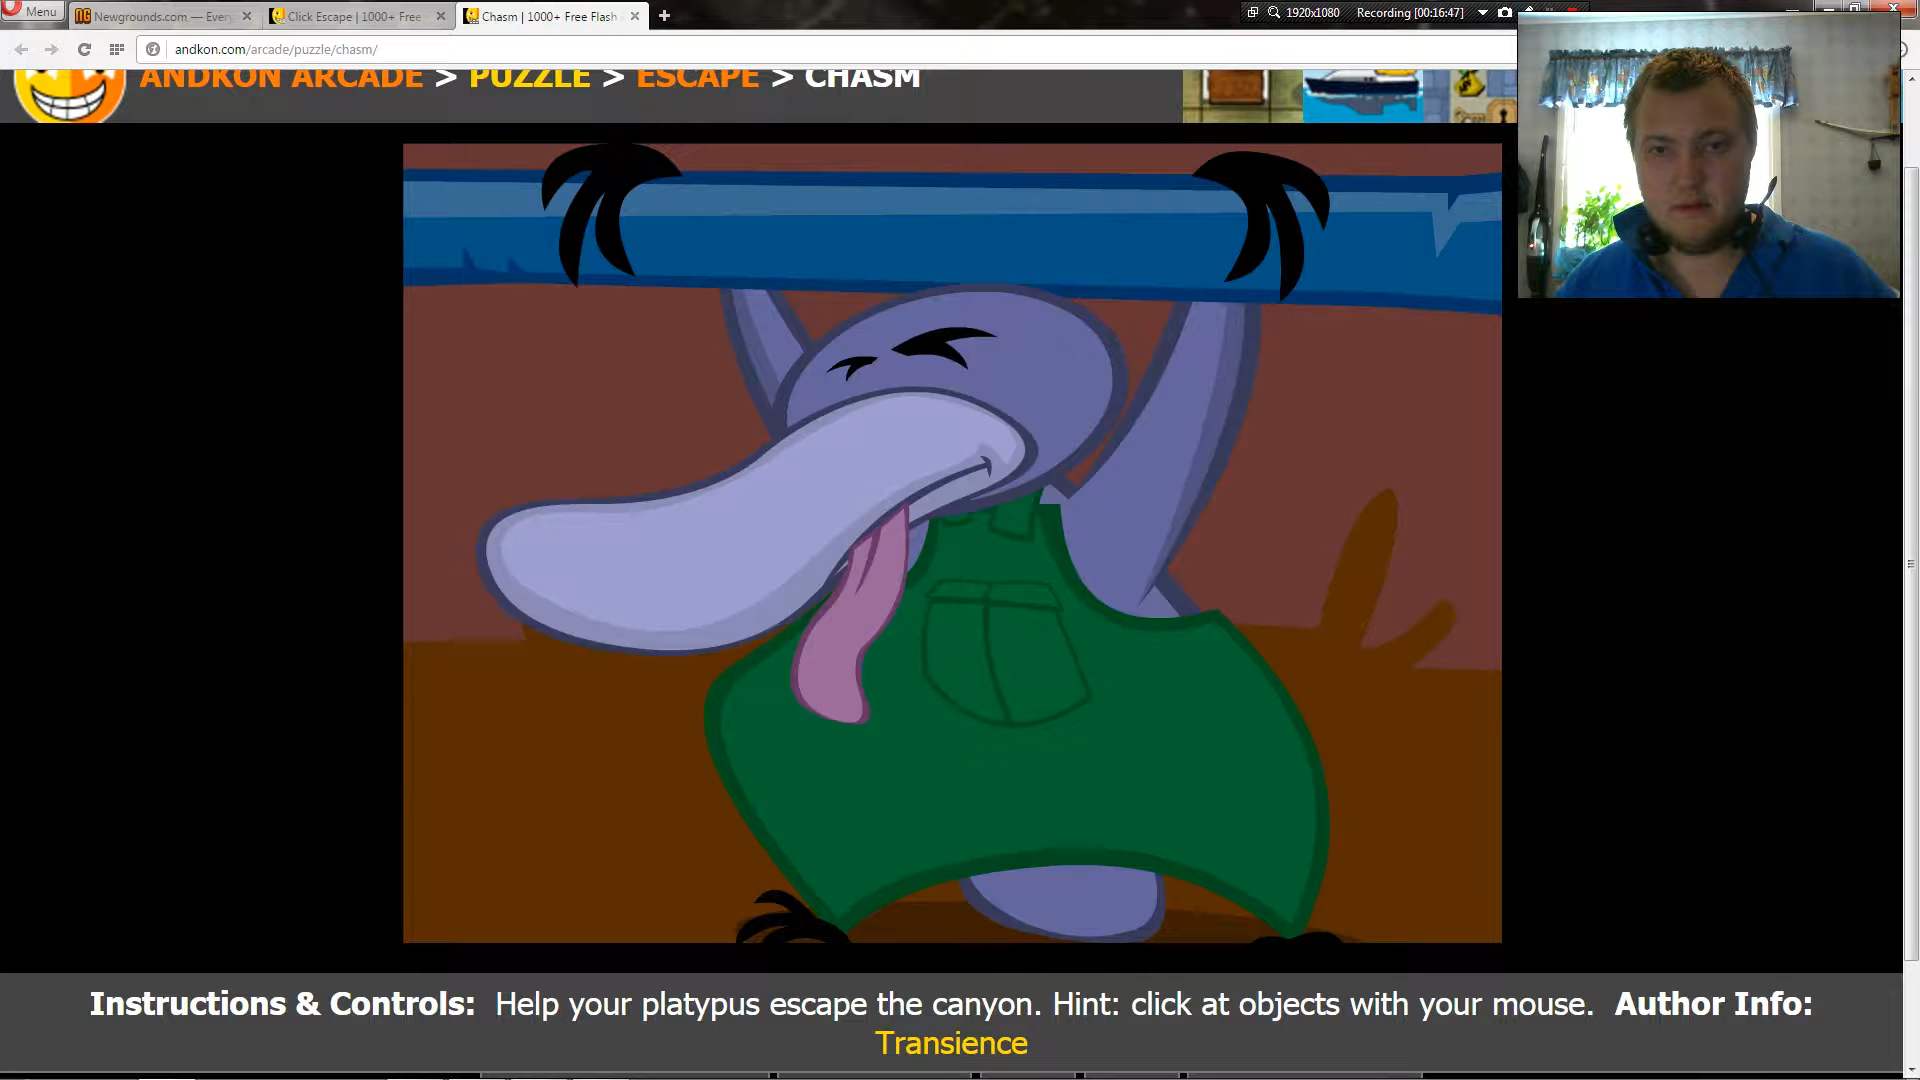 Menu
Newgrounds.com — Every
Click Escape | 1000+ Free
Chasm | 1000+ Free Flash
1920x1080
Recording [00:16:47]
andkon.com/arcade/puzzle/chasm/
ANDKON ARCADE > PUZZLE > ESCAPE > CHASM
Instructions & Controls: Help your platypus escape the canyon. Hint: click at objects with your mouse. Author Info:
Transience